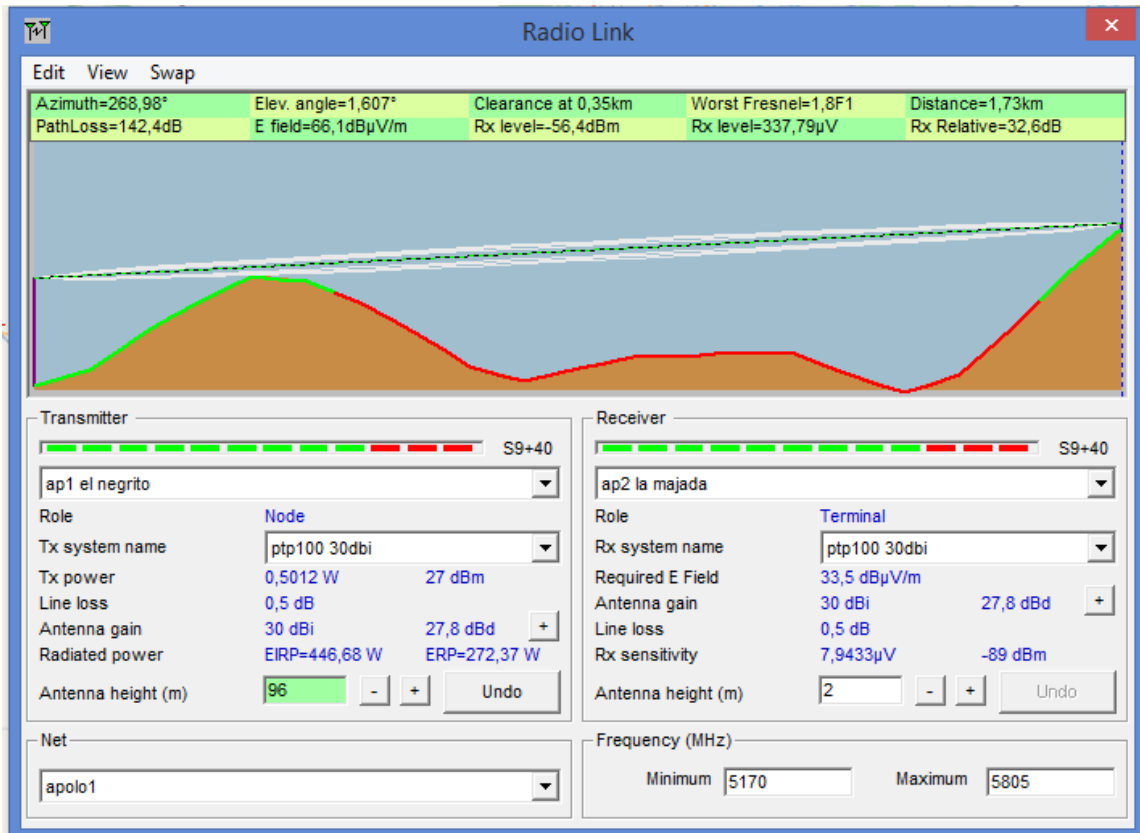 Radio Link
Edit View Swap
Azimuth=268,98° Elev. angle=1,607° Clearance at 0,35km Worst Fresnel=1,8F1 Distance=1,73km
PathLoss=142,4dB E field=66,1dBµV/m Rx level=-56,4dBm Rx level=337,79µV Rx Relative=32,6dB
Transmitter
S9+40
ap1 el negrito
Role Node
Tx system name ptp100 30dbi
Tx power 0,5012 W 27 dBm
Line loss 0,5 dB
Antenna gain 30 dBi 27,8 dBd +
Radiated power EIRP=446,68 W ERP=272,37 W
Antenna height (m) 96 - + Undo
Receiver
S9+40
ap2 la majada
Role Terminal
Rx system name ptp100 30dbi
Required E Field 33,5 dBµV/m
Antenna gain 30 dBi 27,8 dBd +
Line loss 0,5 dB
Rx sensitivity 7,9433µV -89 dBm
Antenna height (m) 2 - + Undo
Net
apolo1
Frequency (MHz)
Minimum 5170 Maximum 5805